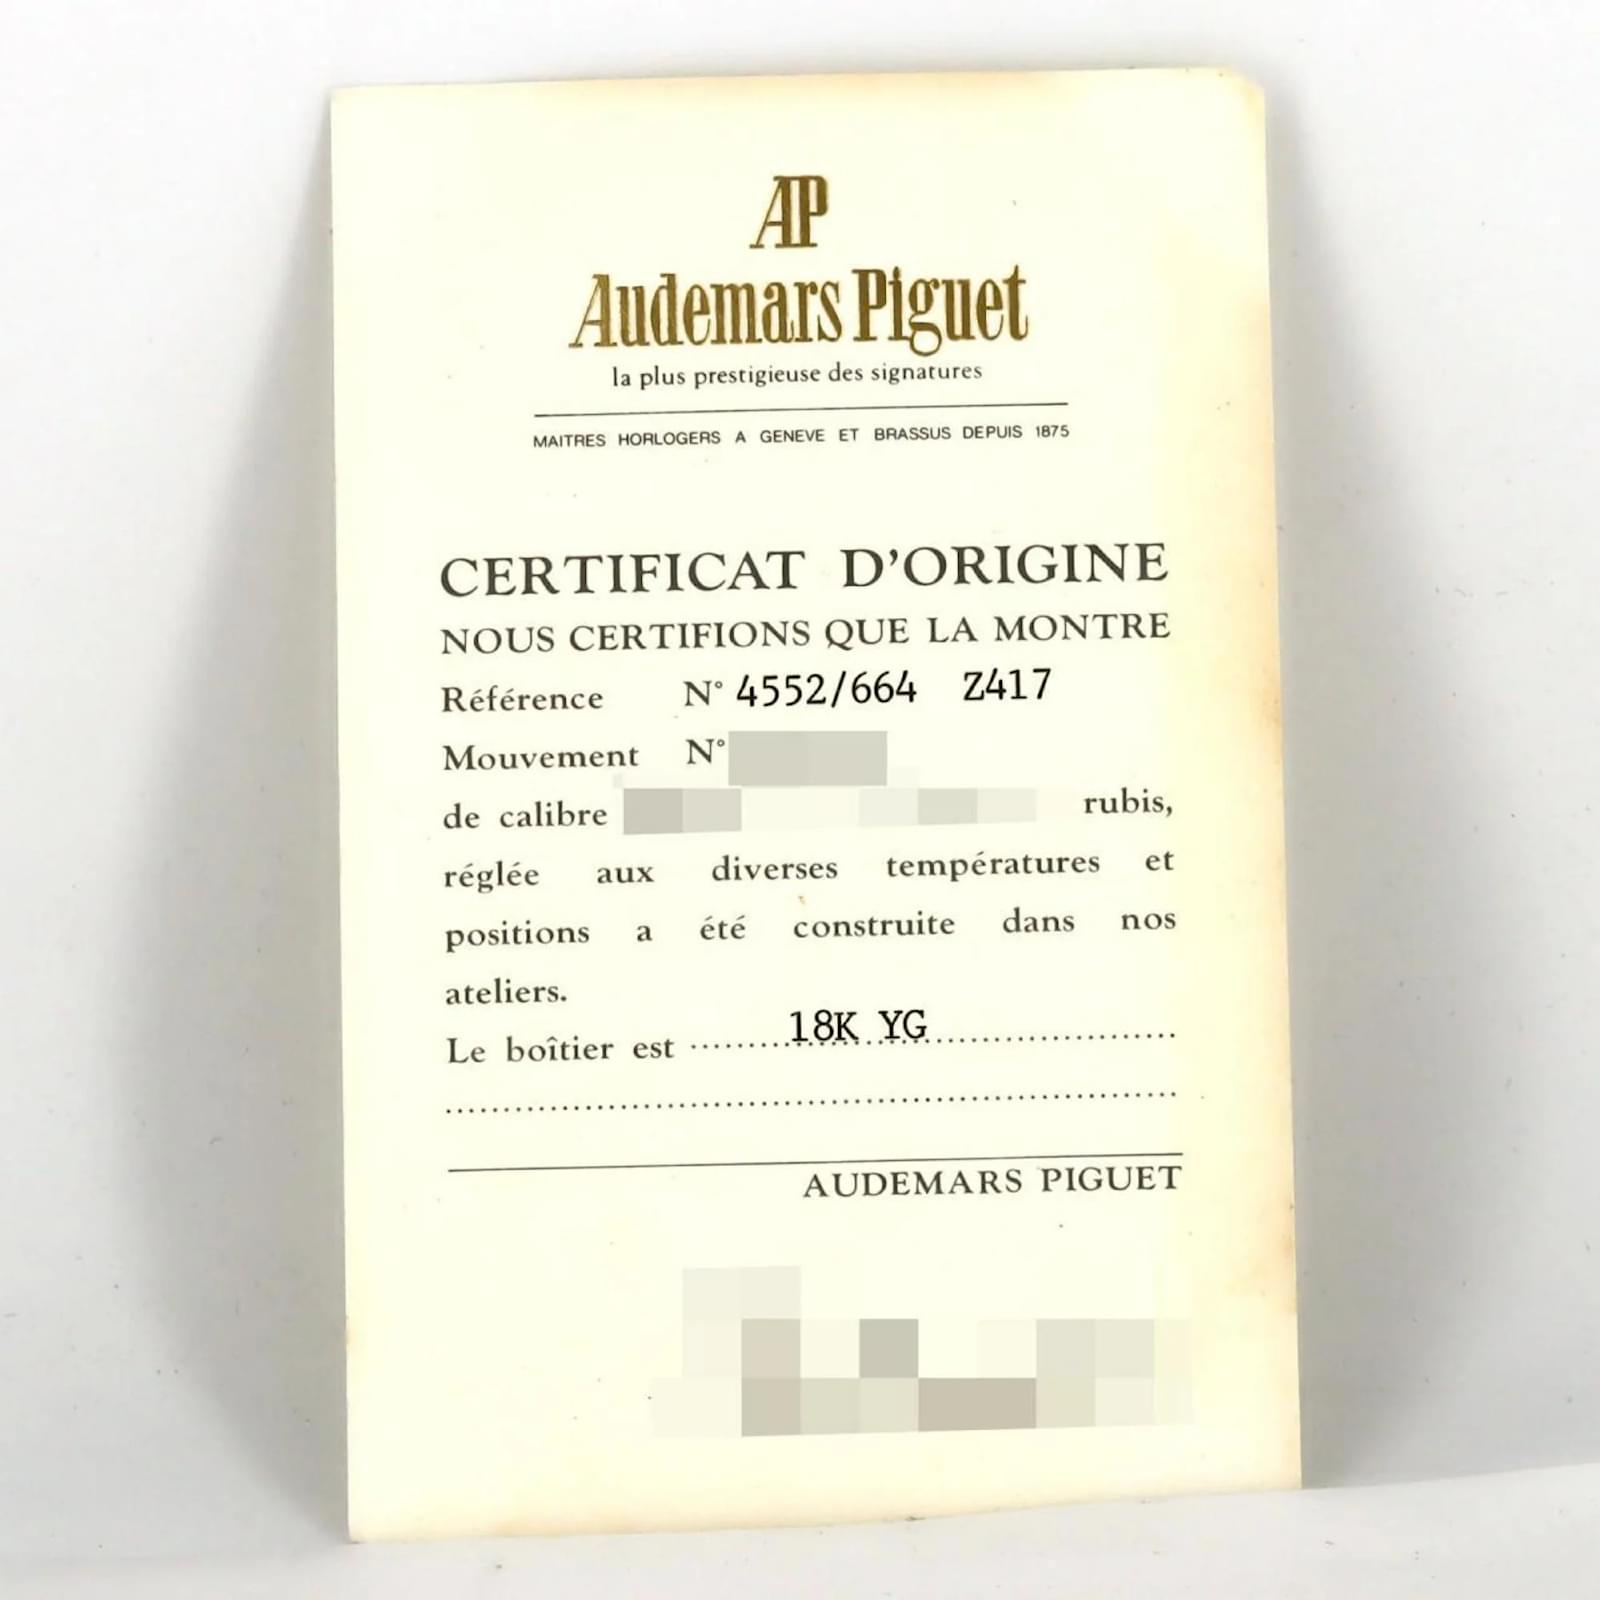 AP
Audemars Piguet
la plus prestigieuse des signatures
MAITRES HORLOGERS A GENEVE ET BRASSUS DEPUIS 1875
CERTIFICAT D'ORIGINE
NOUS CERTIFIONS QUE LA MONTRE
Référence N° 4552/664 Z417
Mouvement N°
de calibre rubis,
réglée aux diverses températures et
positions a été construite dans nos
ateliers.
Le boîtier est 18K YG
AUDEMARS PIGUET